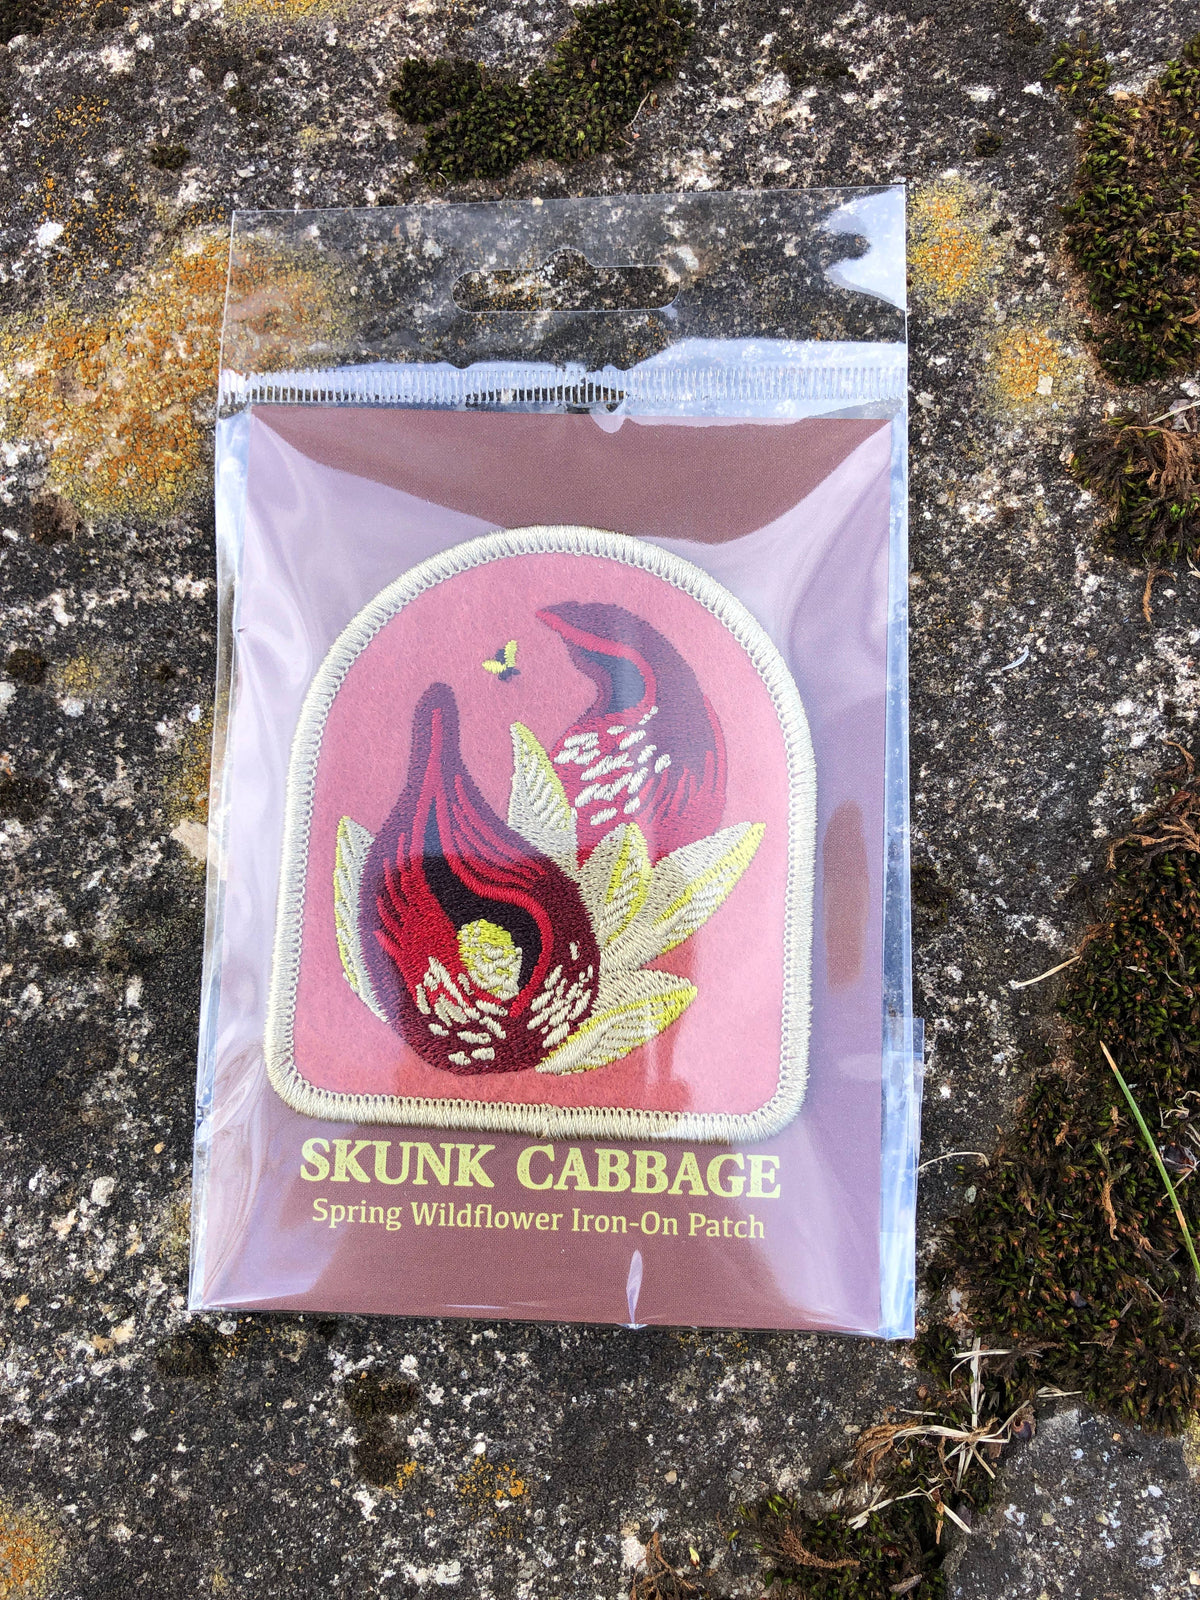 SKUNK CABBAGE
Spring Wildflower Iron-On Patch